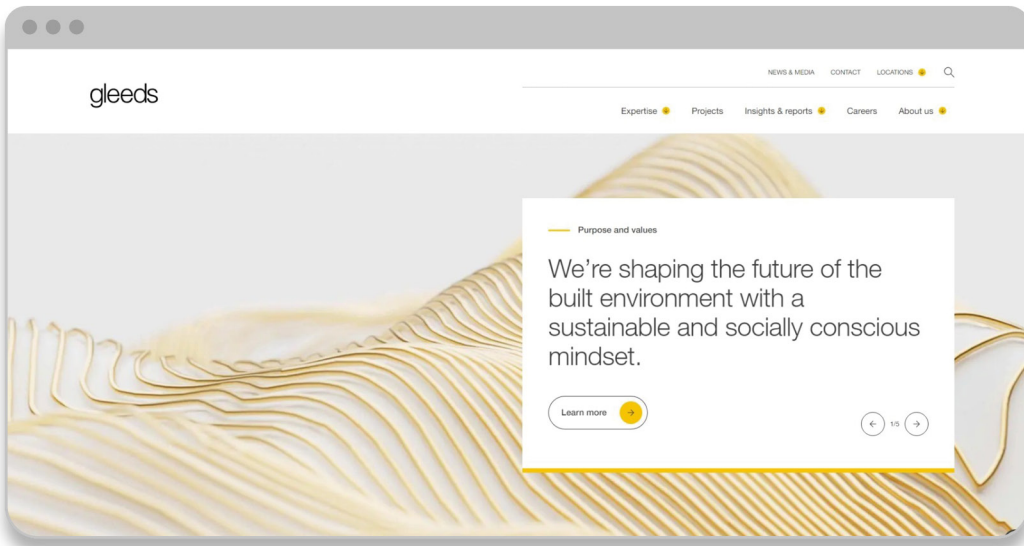 NEWS & MEDIA CONTACT LOCATIONS
gleeds
Expertise Projects Insights & reports Careers About us
Purpose and values
We're shaping the future of the
built environment with a
sustainable and socially conscious
mindset.
Learn more
1/5